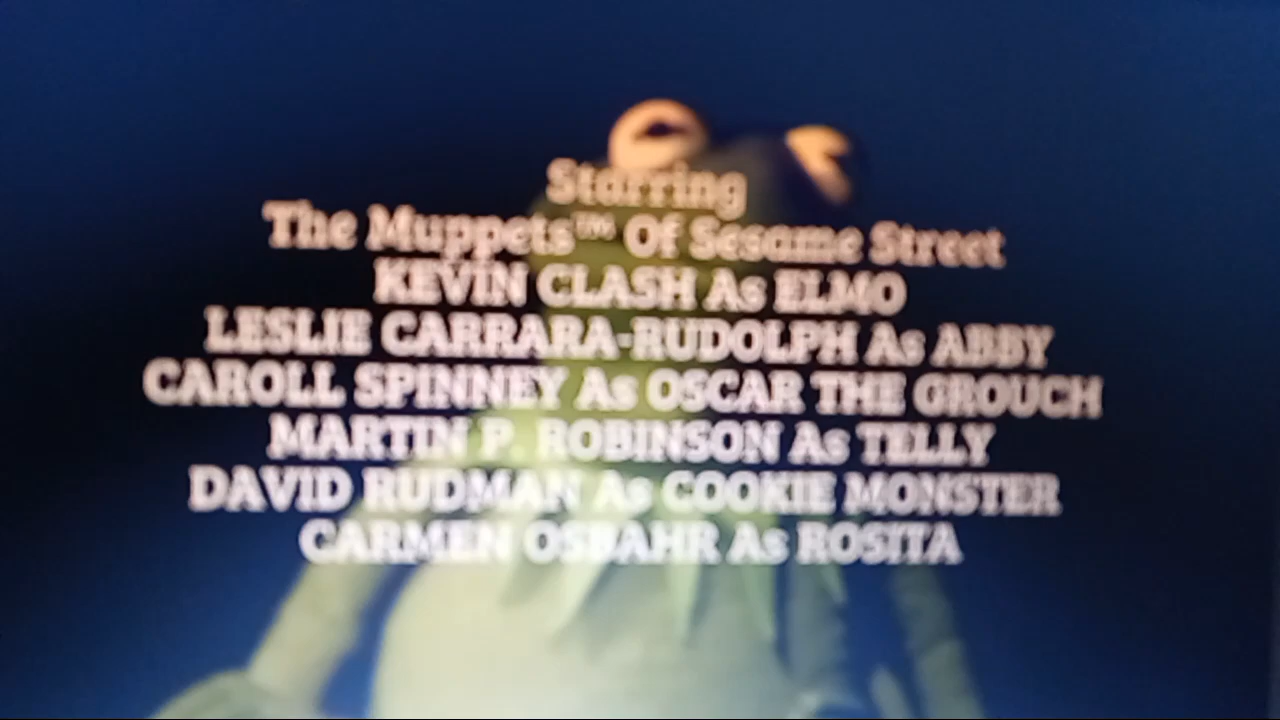 Starring
The Muppets™ Of Sesame Street
KEVIN CLASH As ELMO
LESLIE CARRARA-RUDOLPH As ABBY
CAROLL SPINNEY As OSCAR THE GROUCH
MARTIN P. ROBINSON As TELLY
DAVID RUDMAN As COOKIE MONSTER
CARMEN OSBAHR As ROSITA